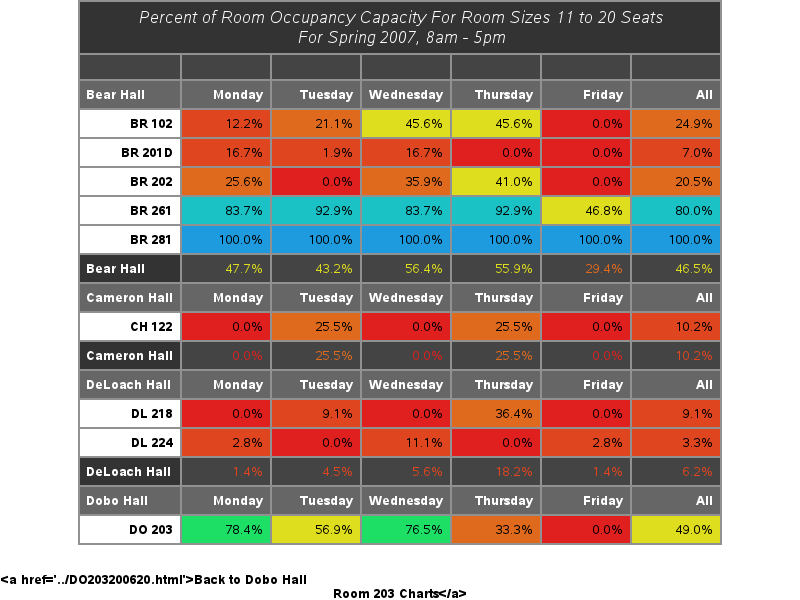 Percent of Room Occupancy Capacity For Room Sizes 11 to 20 Seats
For Spring 2007, 8am - 5pm
Bear Hall Monday Tuesday Wednesday Thursday Friday All
BR 102 12.2% 21.1% 45.6% 45.6% 0.0% 24.9%
BR 201D 16.7% 1.9% 16.7% 0.0% 0.0% 7.0%
BR 202 25.6% 0.0% 35.9% 41.0% 0.0% 20.5%
BR 261 83.7% 92.9% 83.7% 92.9% 46.8% 80.0%
BR 281 100.0% 100.0% 100.0% 100.0% 100.0% 100.0%
Bear Hall 47.7% 43.2% 56.4% 55.9% 29.4% 46.5%
Cameron Hall Monday Tuesday Wednesday Thursday Friday All
CH 122 0.0% 25.5% 0.0% 25.5% 0.0% 10.2%
Cameron Hall 0.0% 25.5% 0.0% 25.5% 0.0% 10.2%
DeLoach Hall Monday Tuesday Wednesday Thursday Friday All
DL 218 0.0% 9.1% 0.0% 36.4% 0.0% 9.1%
DL 224 2.8% 0.0% 11.1% 0.0% 2.8% 3.3%
DeLoach Hall 1.4% 4.5% 5.6% 18.2% 1.4% 6.2%
Dobo Hall Monday Tuesday Wednesday Thursday Friday All
DO 203 78.4% 56.9% 76.5% 33.3% 0.0% 49.0%
<a href='../DO203200620.html'>Back to Dobo Hall
Room 203 Charts</a>